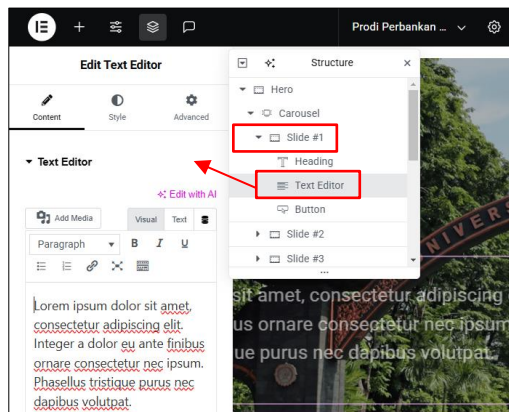 Prodi Perbankan ...
Edit Text Editor
Content
Style
Advanced
Text Editor
Edit with AI
Add Media
Visual
Text
Paragraph
B I U
Lorem ipsum dolor sit amet,
consectetur adipiscing elit.
Integer a dolor eu ante finibus
ornare consectetur nec ipsum.
Phasellus tristique purus nec
dapibus volutpat.
Structure
Hero
Carousel
Slide #1
Heading
Text Editor
Button
Slide #2
Slide #3
...
NIVERS
sit amet, consectetur adipiscing
us ornare consectetur nec ipsum
ue purus nec dapibus volutpat.